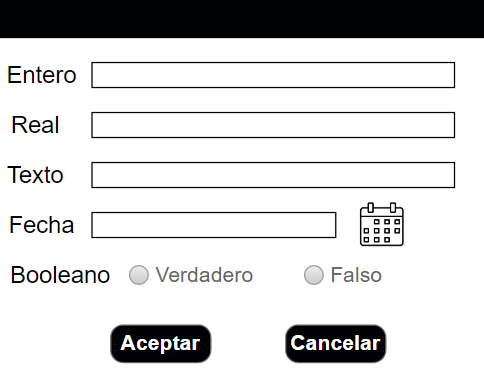 Entero
Real
Texto
Fecha
Booleano Verdadero Falso
Aceptar Cancelar